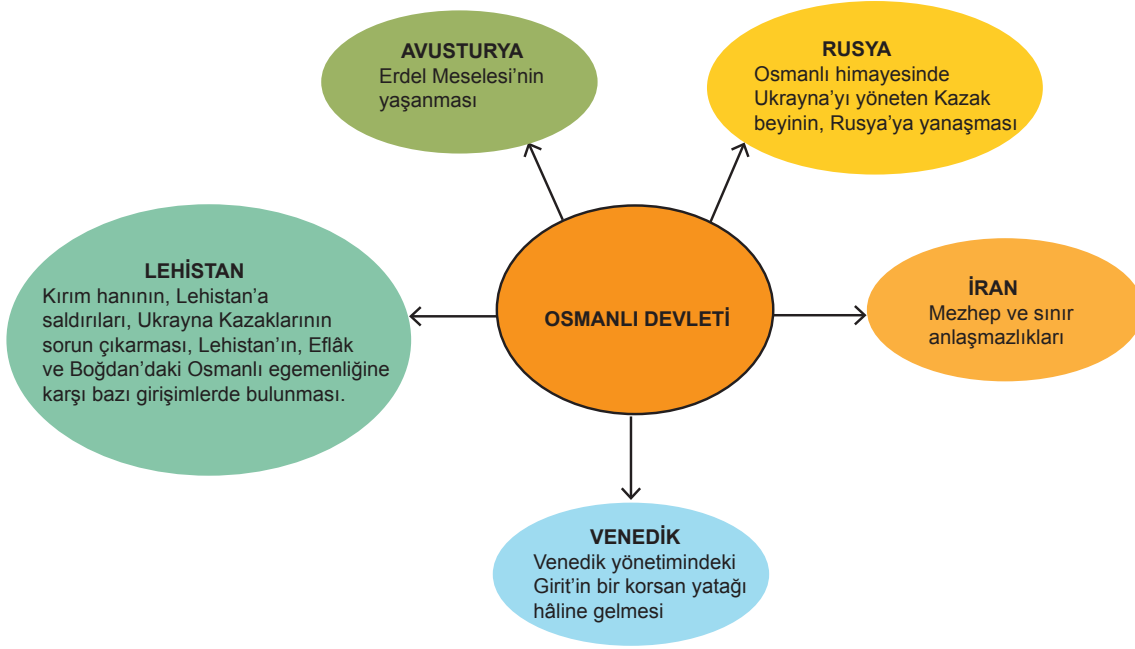 AVUSTURYA
Erdel Meselesi’nin
yaşanması
RUSYA
Osmanlı himayesinde
Ukrayna’yı yöneten Kazak
beyinin, Rusya’ya yanaşması
LEHİSTAN
Kırım hanının, Lehistan’a
saldırıları, Ukrayna Kazaklarının
sorun çıkarması, Lehistan’ın, Eflâk
ve Boğdan’daki Osmanlı egemenliğine
karşı bazı girişimlerde bulunması.
OSMANLI DEVLETİ
İRAN
Mezhep ve sınır
anlaşmazlıkları
VENEDİK
Venedik yönetimindeki
Girit’in bir korsan yatağı
hâline gelmesi